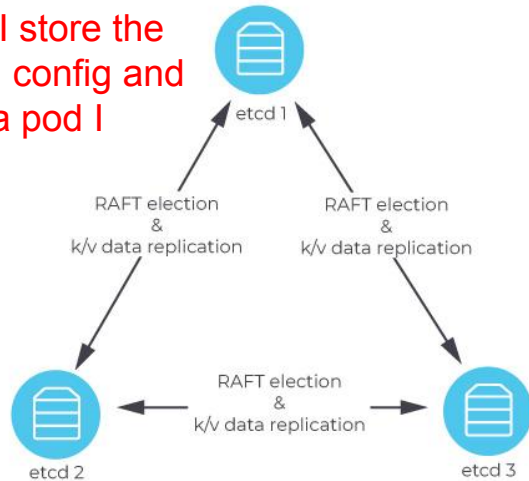 I store the
config and
a pod I
etcd 1
RAFT election
&
k/v data replication
RAFT election
&
k/v data replication
RAFT election
&
k/v data replication
etcd 2
etcd 3